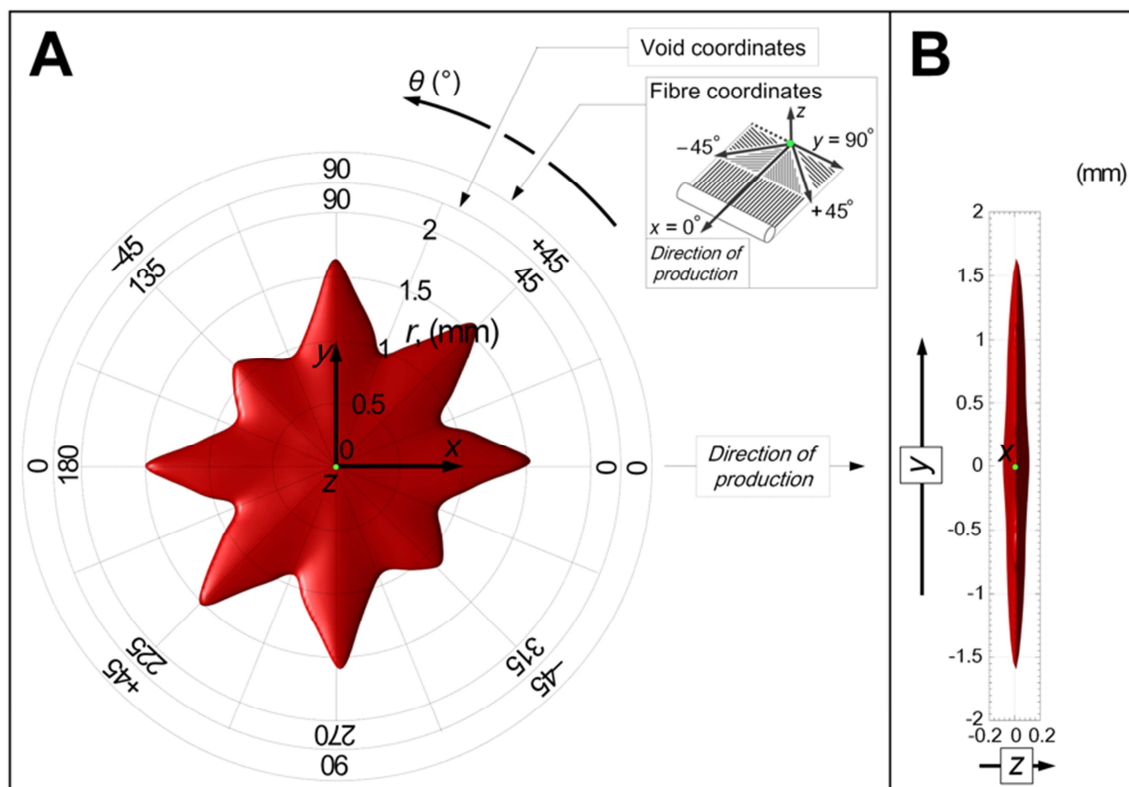 A
θ (°)
Void coordinates
Fibre coordinates
z
−45°
y = 90°
+45°
x = 0°
Direction of
production
90
90
−45
135
+45
45
2
1.5
r, (mm)
1
y
0.5
0
x
z
0
180
0
0
Direction of
production
+45
225
315
−45
270
90
B
(mm)
2
1.5
1
0.5
x
0
y
-0.5
-1
-1.5
-2
-0.2 0 0.2
z